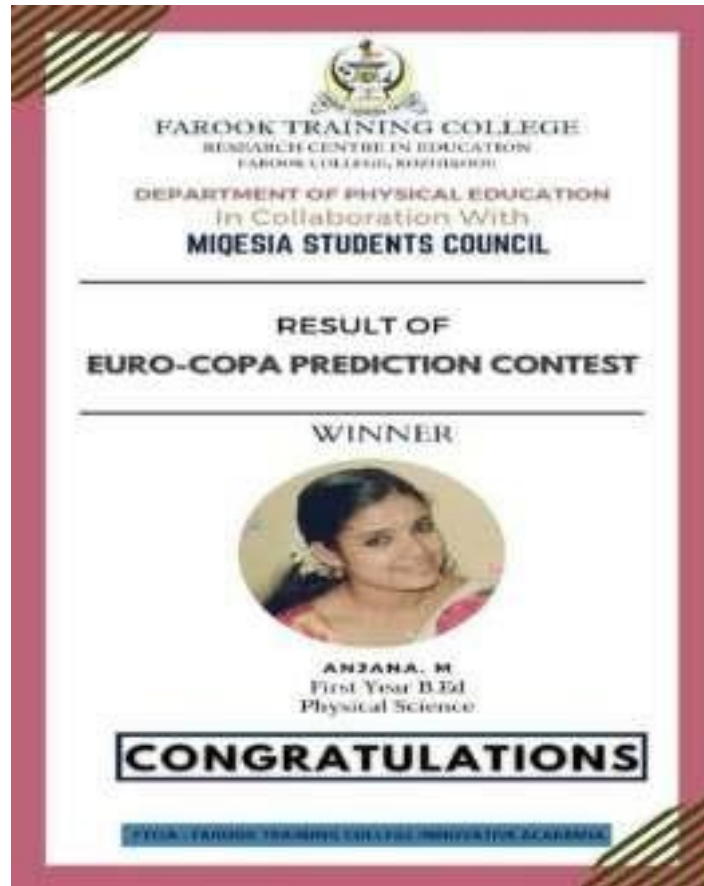 FAROOK TRAINING COLLEGE
RESEARCH CENTRE IN EDUCATION
FAROOK COLLEGE, KOZHIKODE
DEPARTMENT OF PHYSICAL EDUCATION
In Collaboration With
MIQESIA STUDENTS COUNCIL
RESULT OF
EURO-COPA PREDICTION CONTEST
WINNER
ANJANA. M
First Year B.Ed
Physical Science
CONGRATULATIONS
FTCIA - FAROOK TRAINING COLLEGE INNOVATIVE ACADEMIA